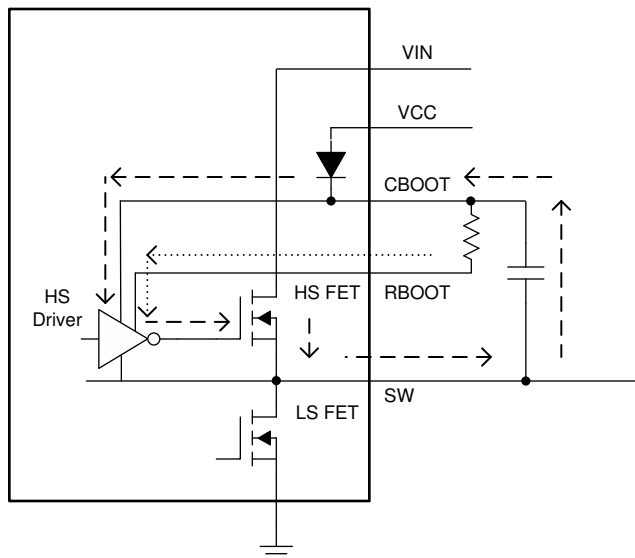 VIN
VCC
CBOOT
HS FET
RBOOT
HS
Driver
SW
LS FET